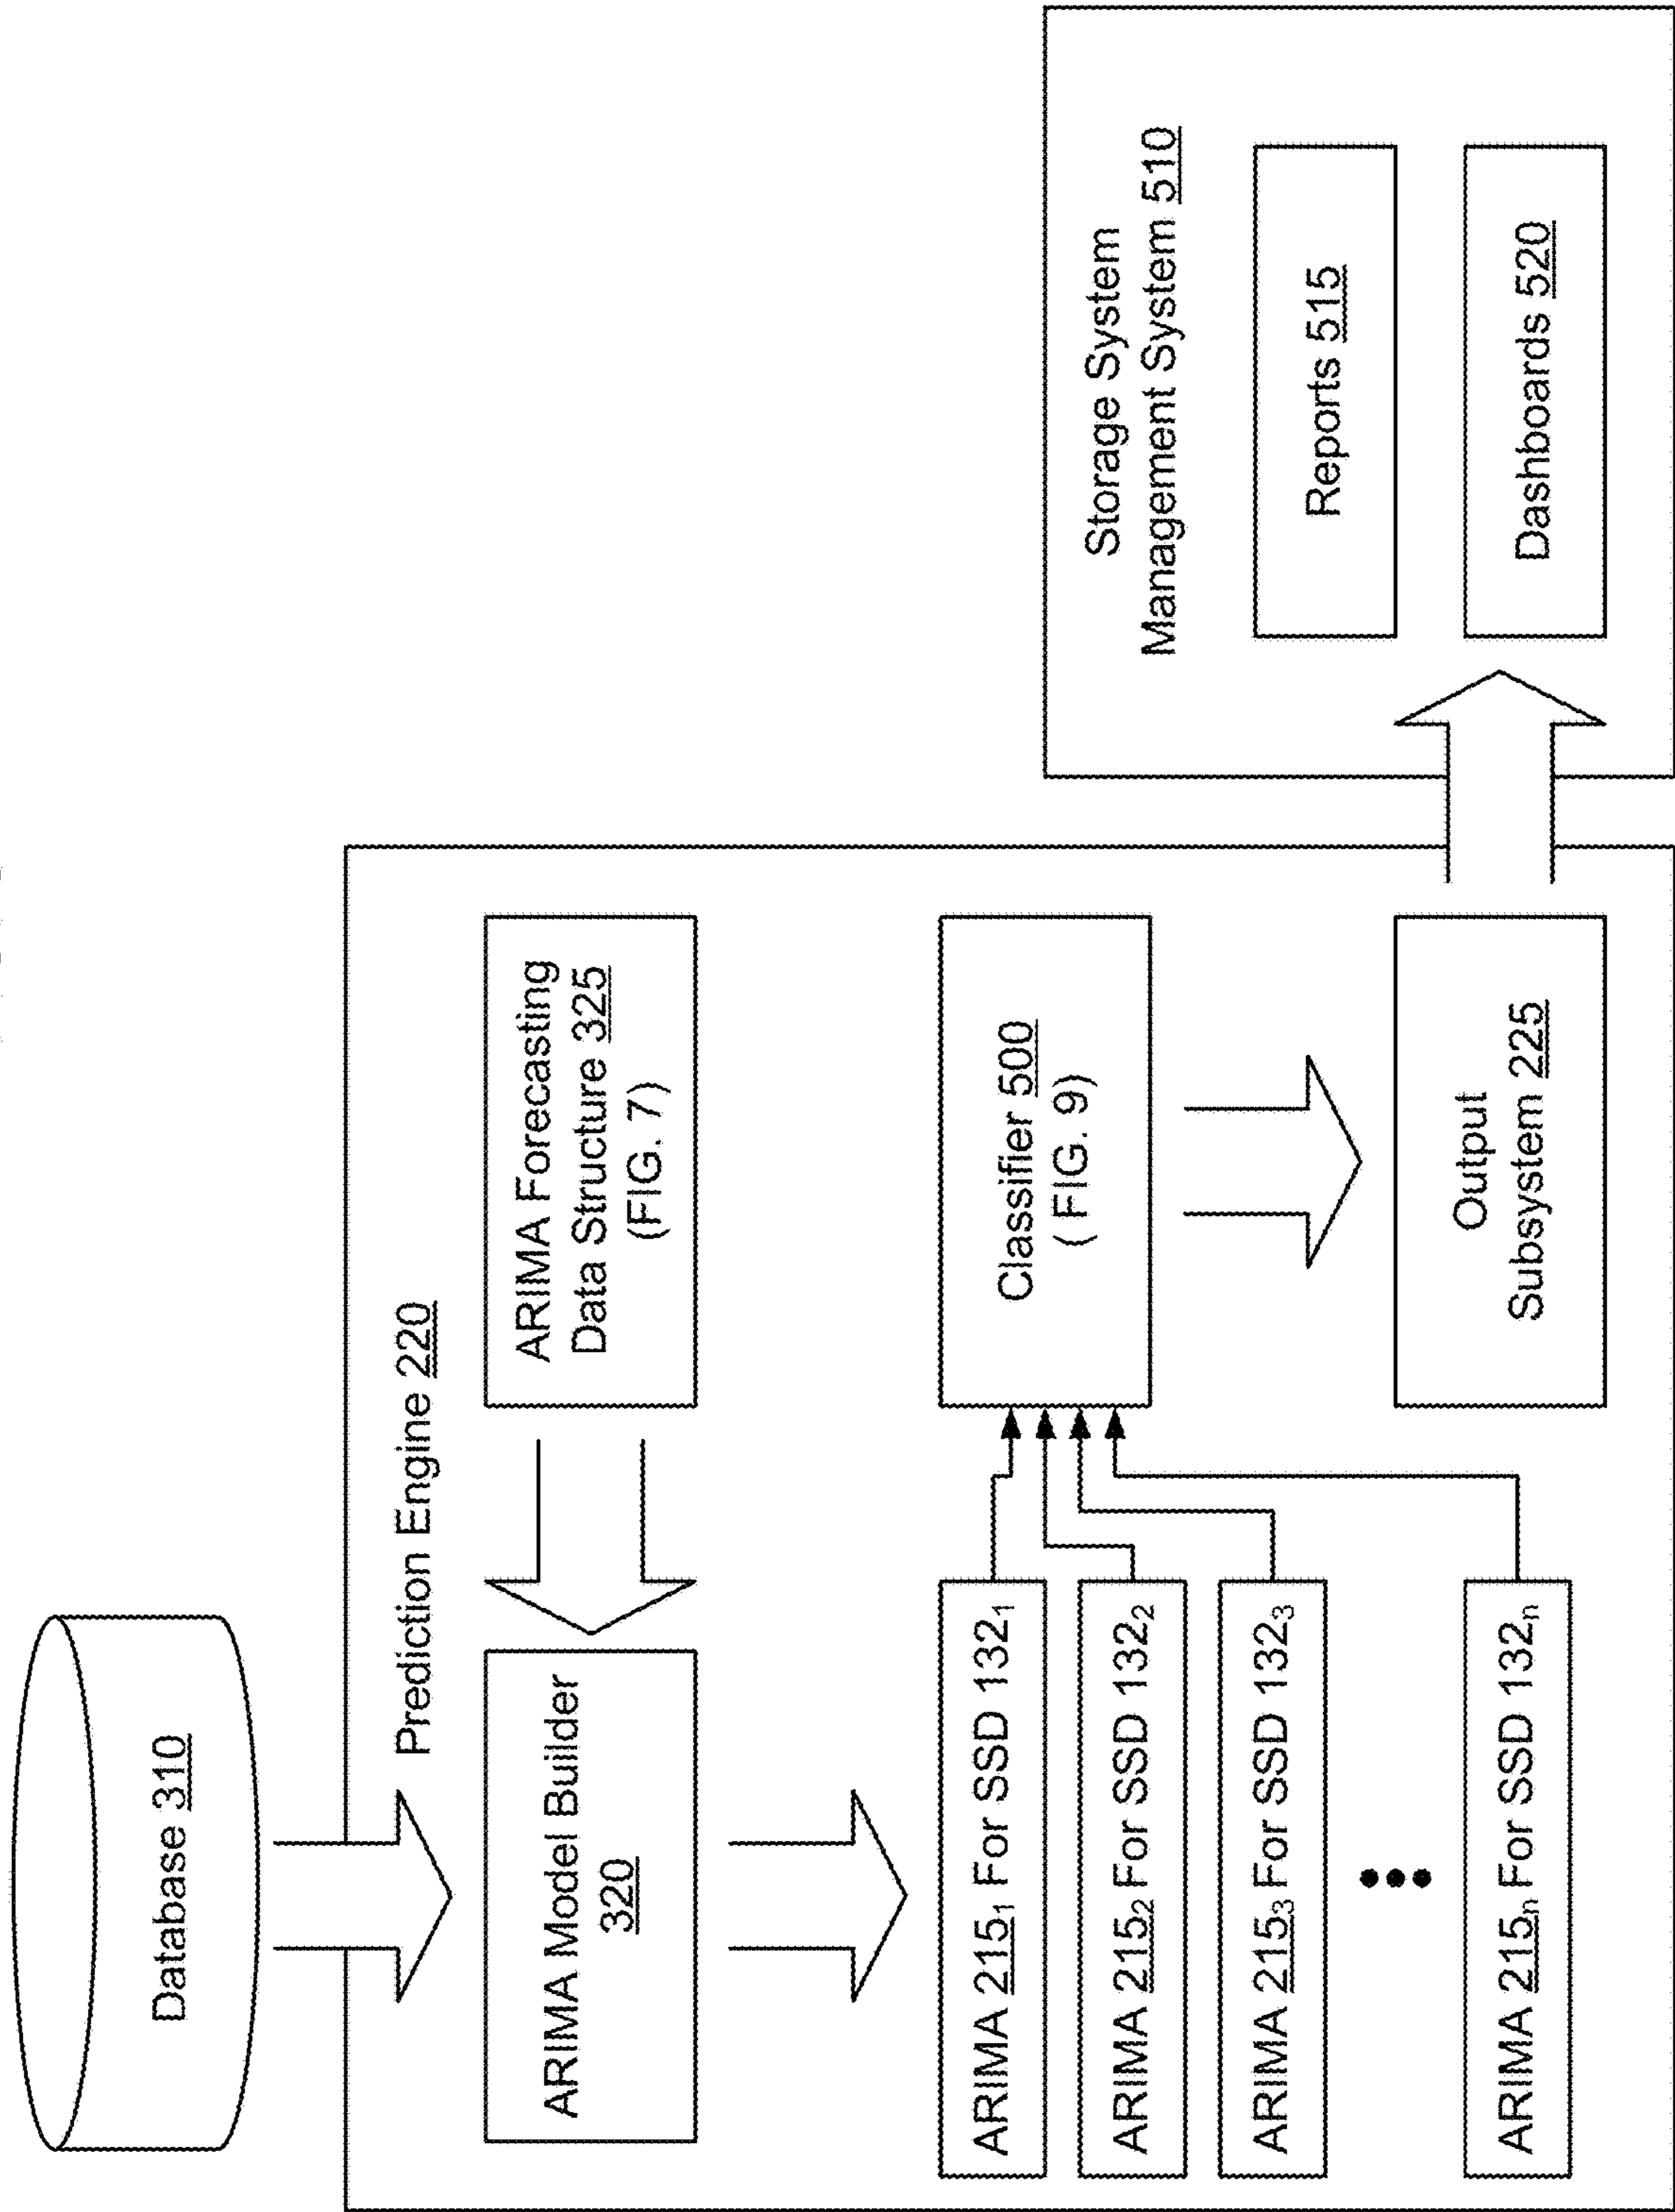 Database 310
Prediction Engine 220
ARIMA Model Builder
320
ARIMA Forecasting
Data Structure 325
(FIG. 7)
ARIMA 215₁ For SSD 132₁
ARIMA 215₂ For SSD 132₂
ARIMA 215₃ For SSD 132₃
ARIMA 215ₙ For SSD 132ₙ
Classifier 500
( FIG. 9)
Output
Subsystem 225
Storage System
Management System 510
Reports 515
Dashboards 520